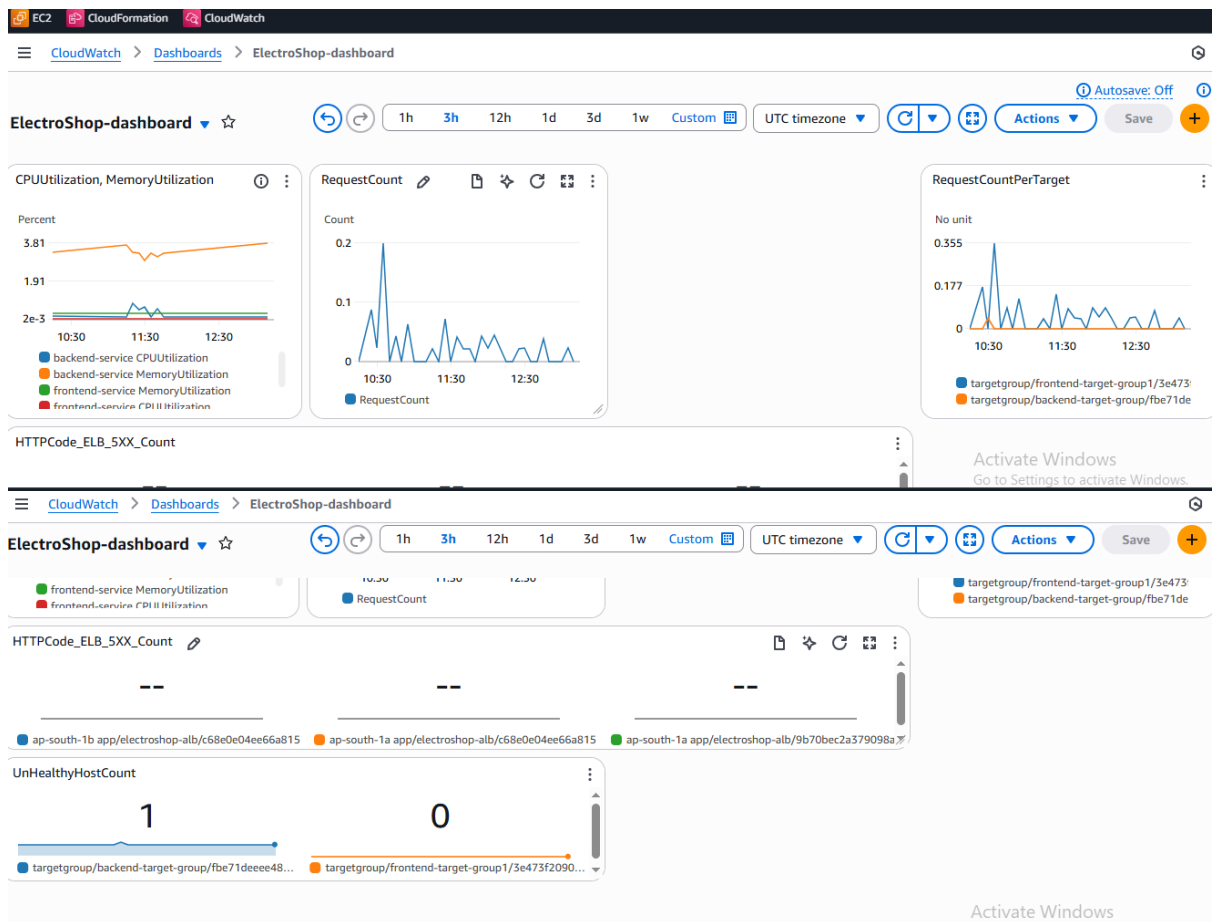 EC2 CloudFormation CloudWatch
CloudWatch > Dashboards > ElectroShop-dashboard
Autosave: Off
ElectroShop-dashboard 1h 3h 12h 1d 3d 1w Custom UTC timezone Actions Save +
CPUUtilization, MemoryUtilization
Percent
3.81
1.91
2e-3
10:30 11:30 12:30
backend-service CPUUtilization
backend-service MemoryUtilization
frontend-service MemoryUtilization
frontend-service CPUUtilization
RequestCount
Count
0.2
0.1
0
10:30 11:30 12:30
RequestCount
RequestCountPerTarget
No unit
0.355
0.177
0
10:30 11:30 12:30
targetgroup/frontend-target-group1/3e473
targetgroup/backend-target-group/fbe71de
HTTPCode_ELB_5XX_Count
-- -- --
Activate Windows
Go to Settings to activate Windows.
CloudWatch > Dashboards > ElectroShop-dashboard
ElectroShop-dashboard 1h 3h 12h 1d 3d 1w Custom UTC timezone Actions Save +
frontend-service MemoryUtilization
frontend-service CPUUtilization
10:30 11:30 12:30
RequestCount
targetgroup/frontend-target-group1/3e473
targetgroup/backend-target-group/fbe71de
HTTPCode_ELB_5XX_Count
-- -- --
ap-south-1b app/electroshop-alb/c68e0e04ee66a815 ap-south-1a app/electroshop-alb/c68e0e04ee66a815 ap-south-1a app/electroshop-alb/9b70bec2a379098a
UnHealthyHostCount
1 0
targetgroup/backend-target-group/fbe71deeee48... targetgroup/frontend-target-group1/3e473f2090...
Activate Windows